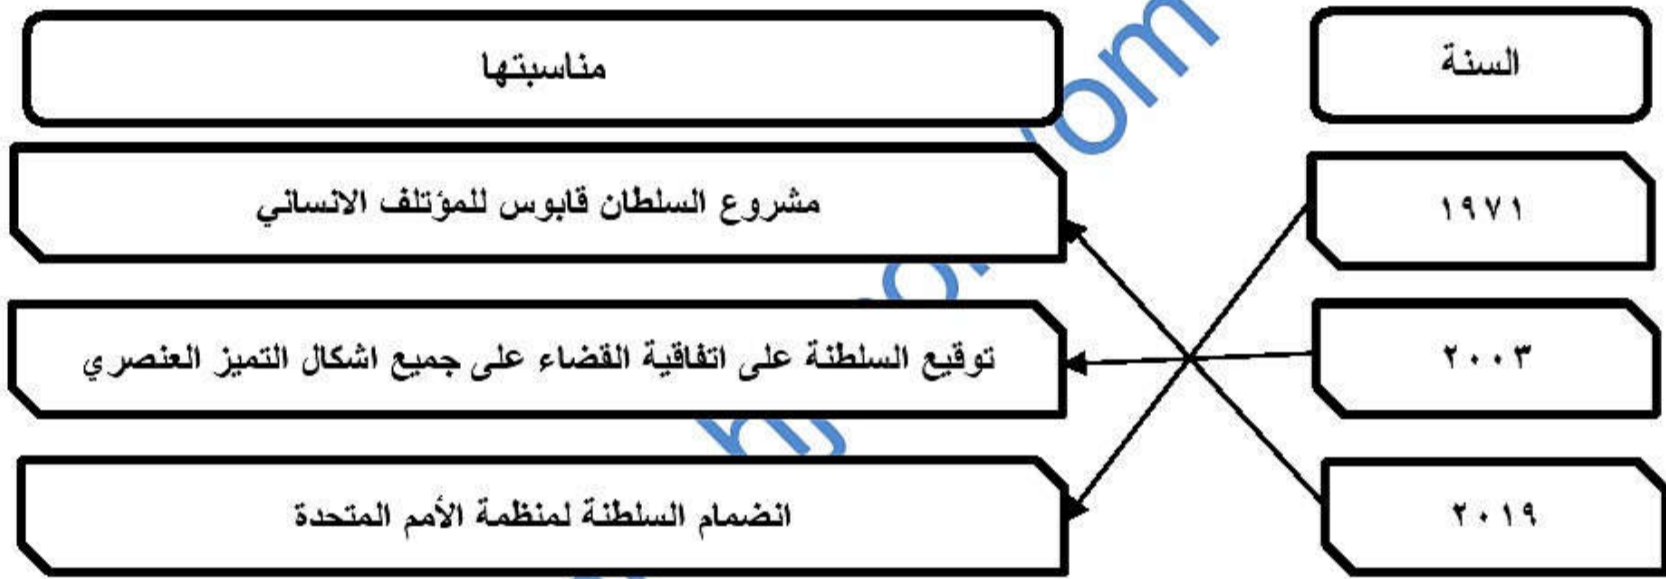 السنة
مناسبتها
١٩٧١
مشروع السلطان قابوس للمؤتلف الانساني
٢٠٠٣
توقيع السلطنة على اتفاقية القضاء على جميع اشكال التميز العنصري
٢٠١٩
انضمام السلطنة لمنظمة الأمم المتحدة